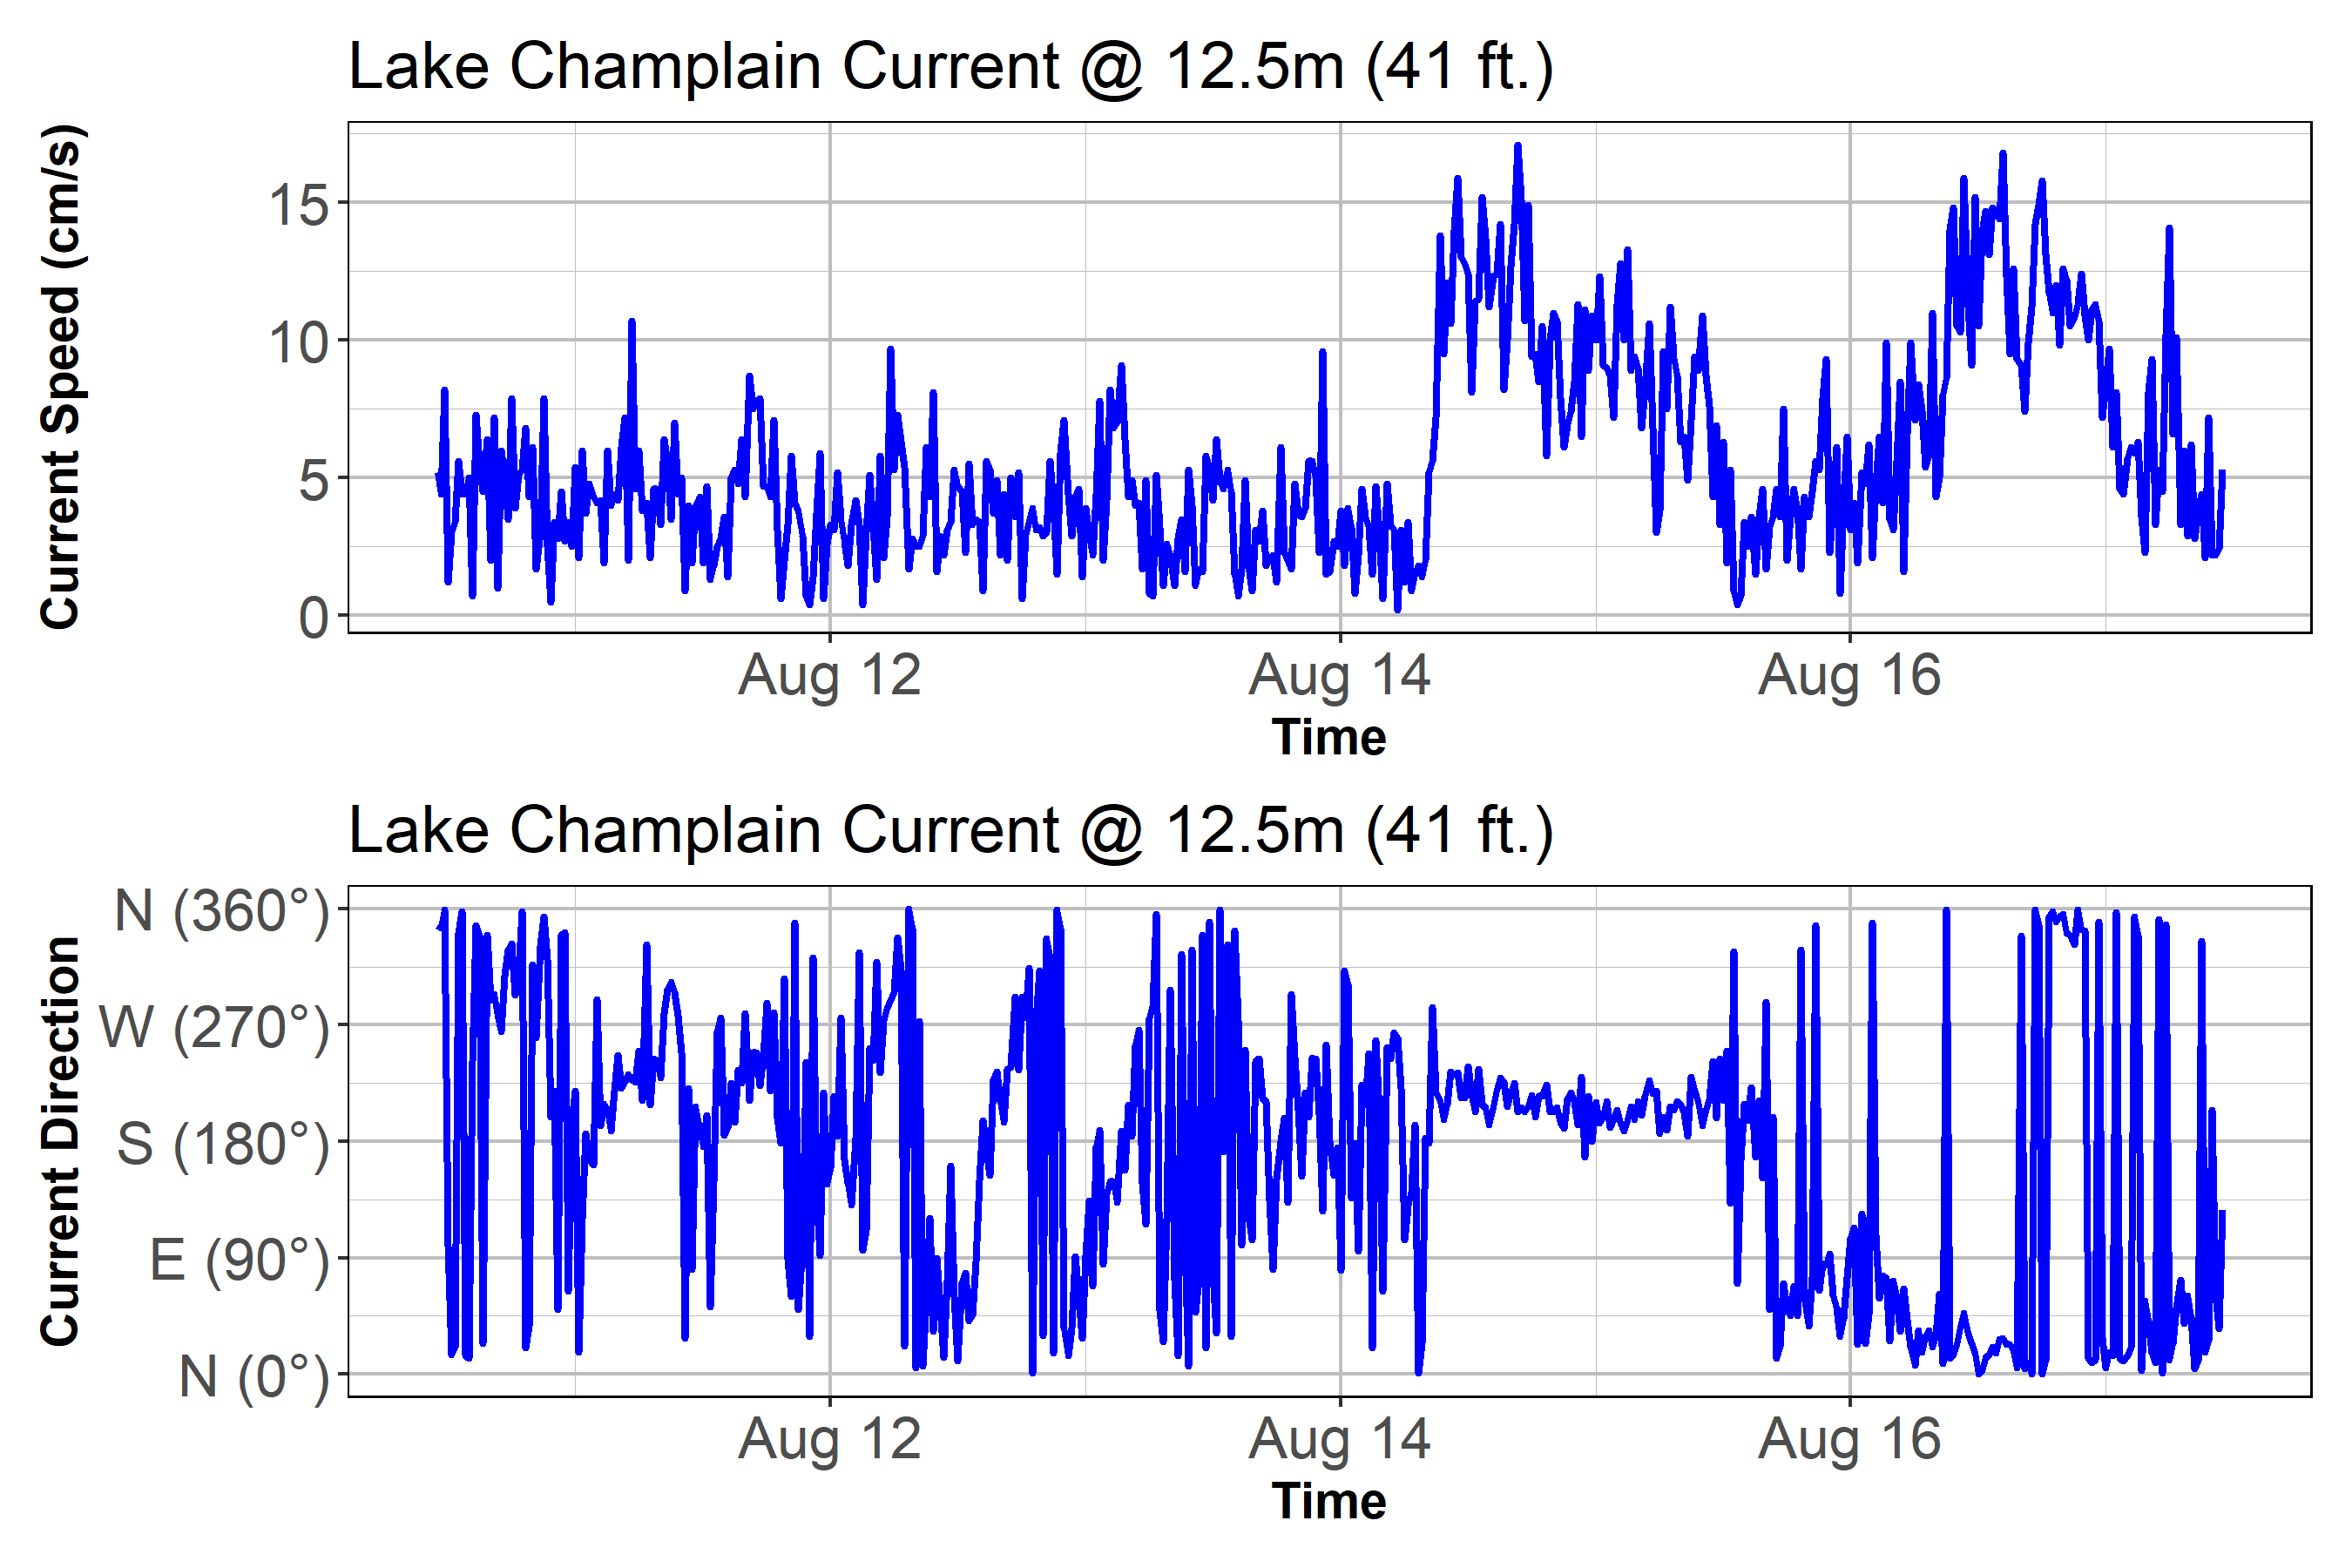 Lake Champlain Current @ 12.5m (41 ft.)
Current Speed (cm/s)
15
10
5
0
Aug 12 Aug 14 Aug 16
Time
Lake Champlain Current @ 12.5m (41 ft.)
Current Direction
N (360°)
W (270°)
S (180°)
E (90°)
N (0°)
Aug 12 Aug 14 Aug 16
Time